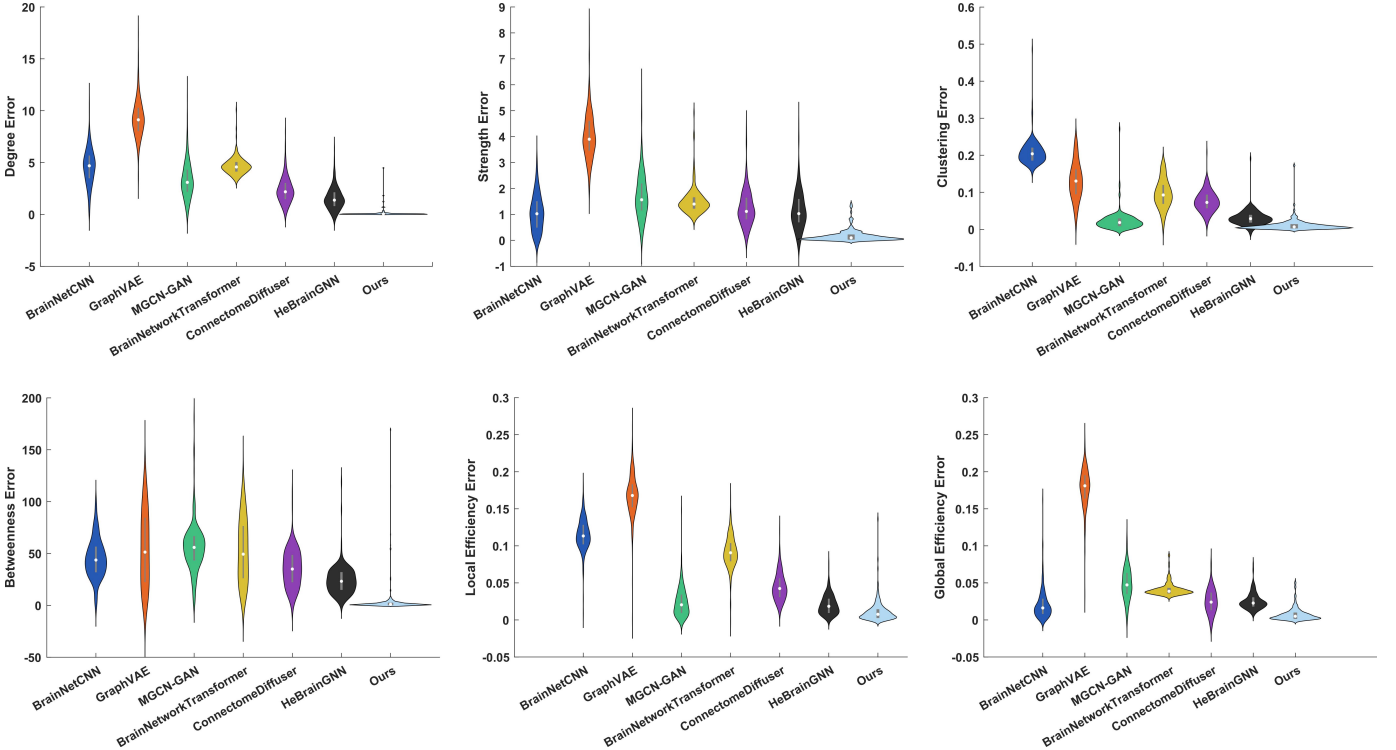 Degree Error
20
15
10
5
0
-5
BrainNetCNN
GraphVAE
MGCN-GAN
BrainNetworkTransformer
ConnectomeDiffuser
HeBrainGNN
Ours
Strength Error
9
8
7
6
5
4
3
2
1
0
-1
BrainNetCNN
GraphVAE
MGCN-GAN
BrainNetworkTransformer
ConnectomeDiffuser
HeBrainGNN
Ours
Clustering Error
0.6
0.5
0.4
0.3
0.2
0.1
0
-0.1
BrainNetCNN
GraphVAE
MGCN-GAN
BrainNetworkTransformer
ConnectomeDiffuser
HeBrainGNN
Ours
Betweenness Error
200
150
100
50
0
-50
BrainNetCNN
GraphVAE
MGCN-GAN
BrainNetworkTransformer
ConnectomeDiffuser
HeBrainGNN
Ours
Local Efficiency Error
0.3
0.25
0.2
0.15
0.1
0.05
0
-0.05
BrainNetCNN
GraphVAE
MGCN-GAN
BrainNetworkTransformer
ConnectomeDiffuser
HeBrainGNN
Ours
Global Efficiency Error
0.3
0.25
0.2
0.15
0.1
0.05
0
-0.05
BrainNetCNN
GraphVAE
MGCN-GAN
BrainNetworkTransformer
ConnectomeDiffuser
HeBrainGNN
Ours